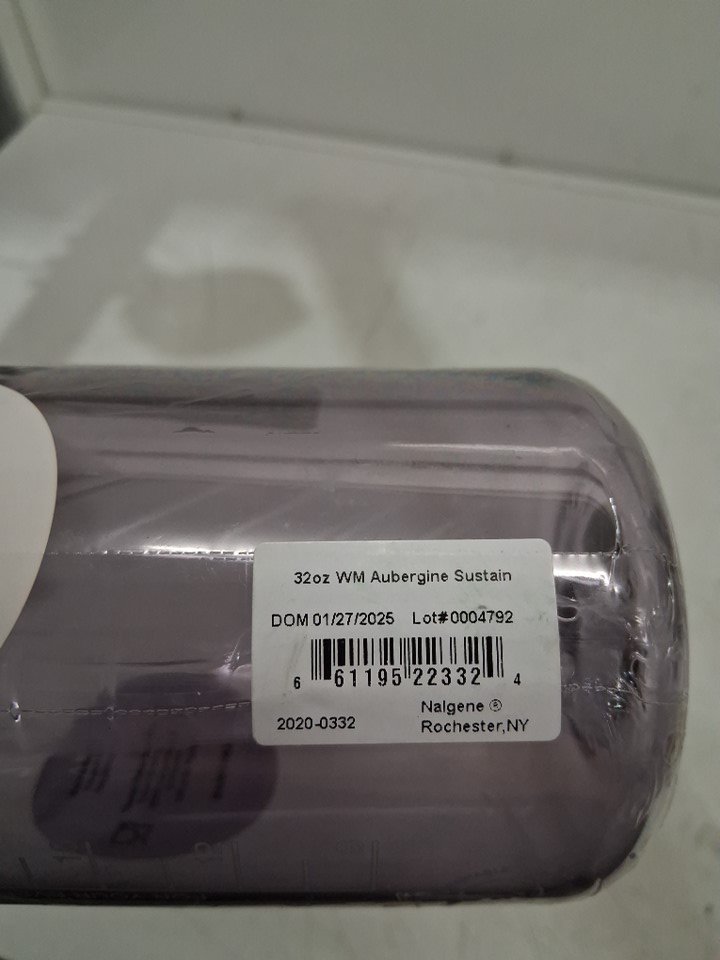 32oz WM Aubergine Sustain
DOM 01/27/2025 Lot#0004792
6 61195 22332 4
2020-0332
Nalgene ®
Rochester,NY